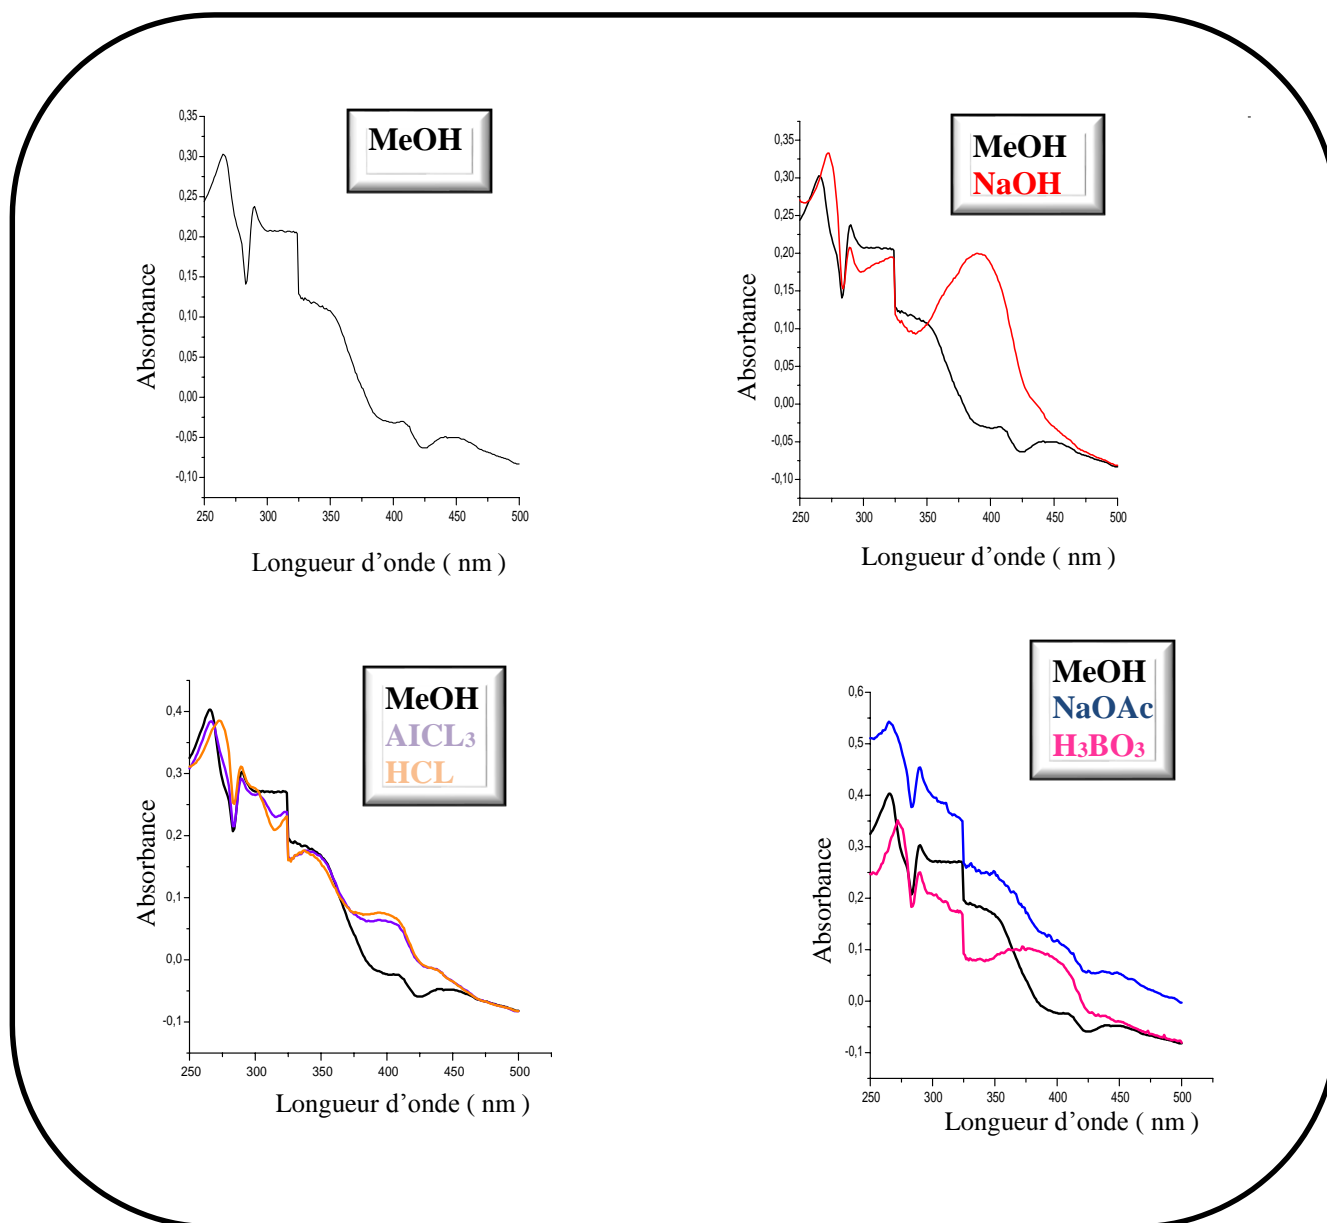 MeOH
0,35
0,30
0,25
0,20
0,15
0,10
0,05
0,00
-0,05
-0,10
Absorbance
250 300 350 400 450 500
Longueur d'onde ( nm )
MeOH
NaOH
0,35
0,30
0,25
0,20
0,15
0,10
0,05
0,00
-0,05
-0,10
Absorbance
250 300 350 400 450 500
Longueur d'onde ( nm )
MeOH
AICL3
HCL
0,4
0,3
0,2
0,1
0,0
-0,1
Absorbance
250 300 350 400 450 500
Longueur d'onde ( nm )
MeOH
NaOAc
H3BO3
0,6
0,5
0,4
0,3
0,2
0,1
0,0
-0,1
Absorbance
250 300 350 400 450 500
Longueur d'onde ( nm )